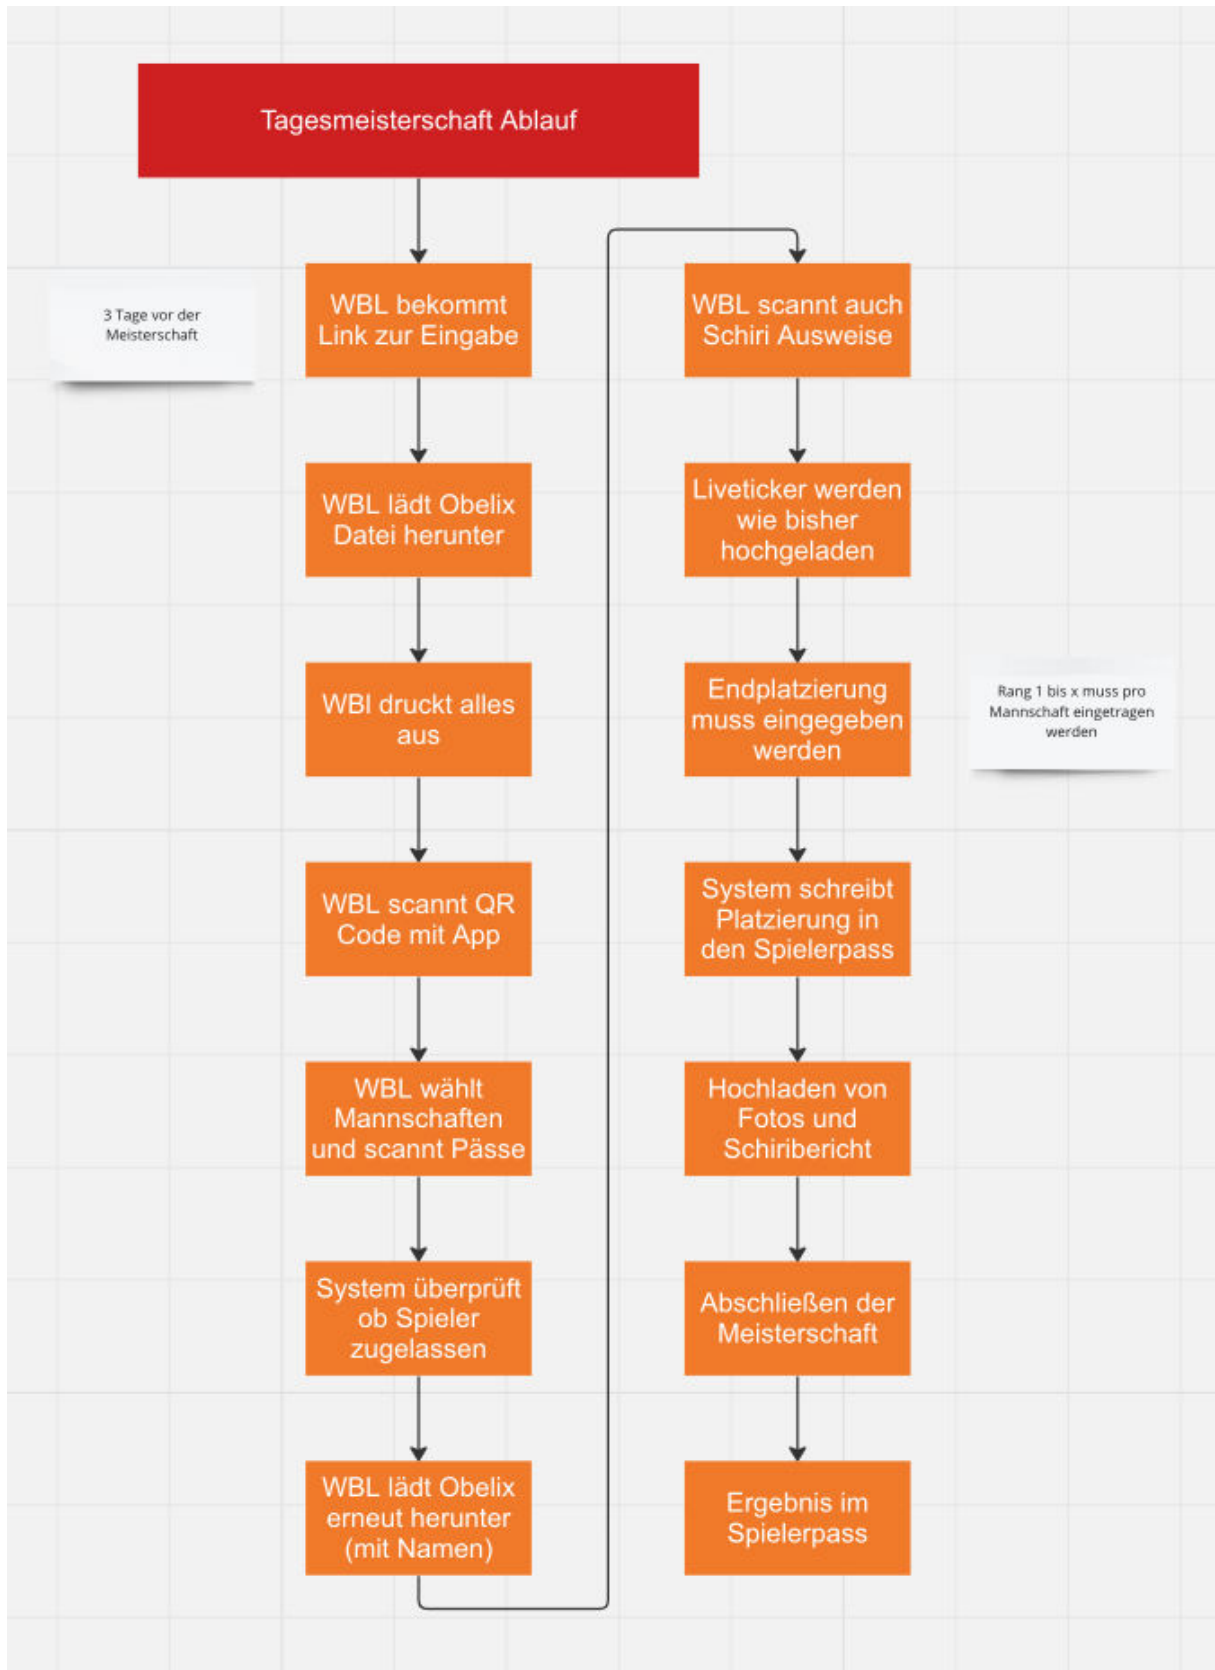 Tagesmeisterschaft Ablauf
3 Tage vor der
Meisterschaft
WBL bekommt
Link zur Eingabe
WBL lädt Obelix
Datei herunter
WBl druckt alles
aus
WBL scannt QR
Code mit App
WBL wählt
Mannschaften
und scannt Pässe
System überprüft
ob Spieler
zugelassen
WBL lädt Obelix
erneut herunter
(mit Namen)
WBL scannt auch
Schiri Ausweise
Liveticker werden
wie bisher
hochgeladen
Endplatzierung
muss eingegeben
werden
Rang 1 bis x muss pro
Mannschaft eingetragen
werden
System schreibt
Platzierung in
den Spielerpass
Hochladen von
Fotos und
Schiribericht
Abschließen der
Meisterschaft
Ergebnis im
Spielerpass